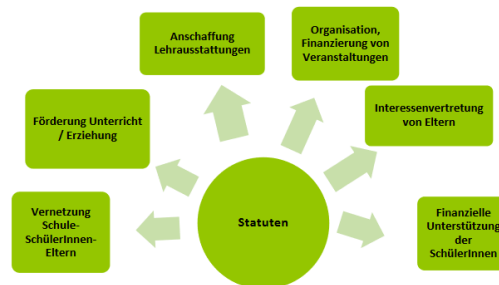 Anschaffung
Lehrausstattungen
Organisation,
Finanzierung von
Veranstaltungen
Förderung Unterricht
/ Erziehung
Interessenvertretung
von Eltern
Vernetzung
Schule-
SchülerInnen-
Eltern
Statuten
Finanzielle
Unterstützung
der
SchülerInnen